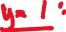 y = 1 :